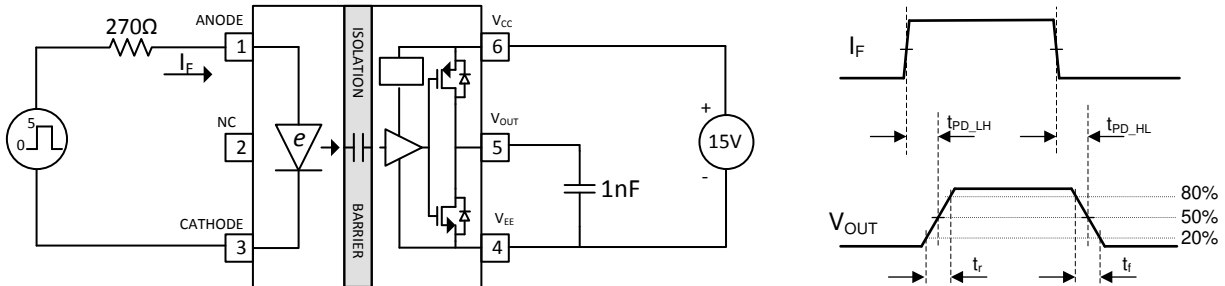 270Ω
I_F
5
0
ANODE
1
NC
2
CATHODE
3
e
ISOLATION
BARRIER
V_CC
6
V_OUT
5
V_EE
4
1nF
+
15V
-
I_F
t_PD_LH
t_PD_HL
V_OUT
80%
50%
20%
t_r
t_f